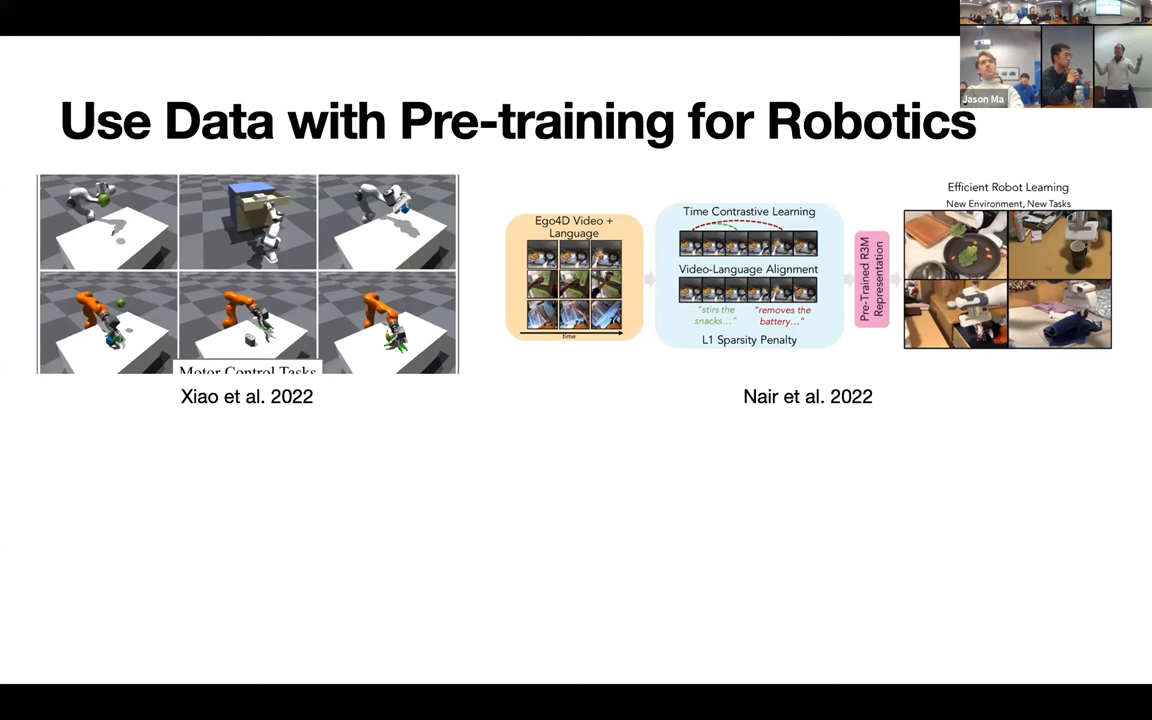 Jason Ma
Use Data with Pre-training for Robotics
Motor Control Tasks
Xiao et al. 2022
Ego4D Video +
Language
time
Time Contrastive Learning
Video-Language Alignment
"stirs the
snacks…"
"removes the
battery…"
L1 Sparsity Penalty
Pre-Trained R3M
Representation
Efficient Robot Learning
New Environment, New Tasks
Nair et al. 2022